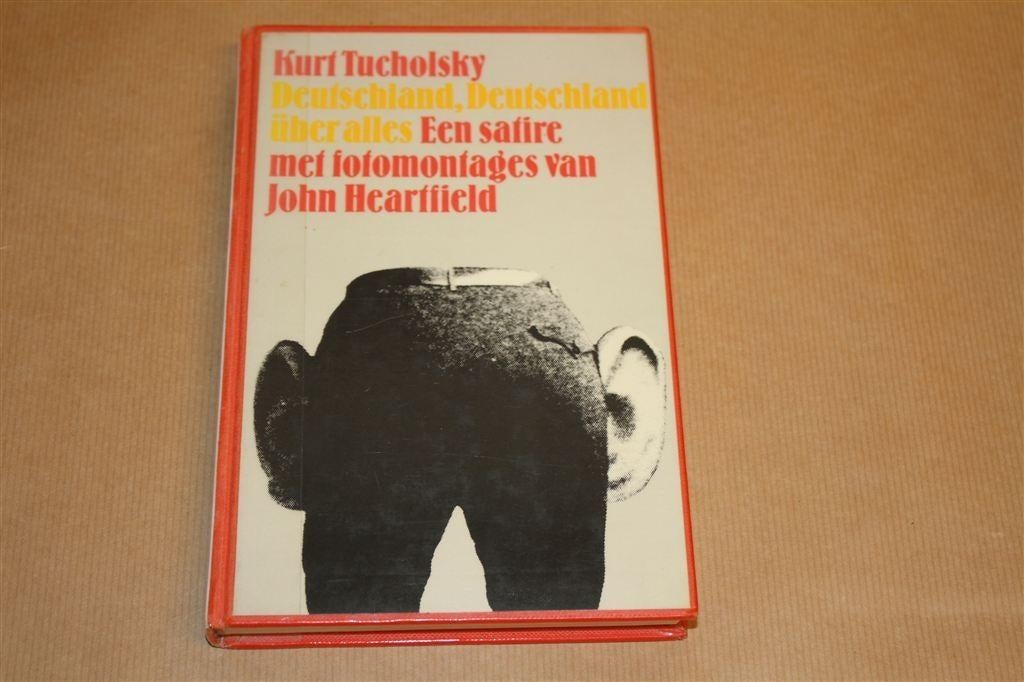 Kurt Tucholsky
Deutschland, Deutschland
über alles Een satire
met fotomontages van
John Heartfield